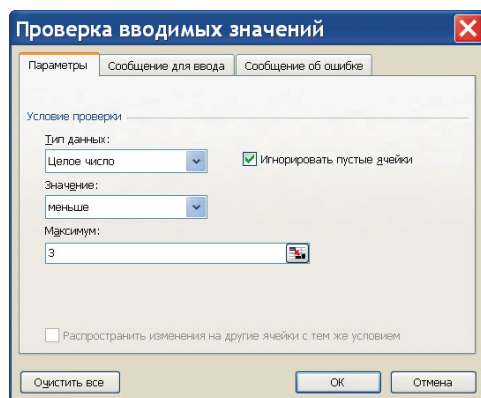 Проверка вводимых значений
Параметры Сообщение для ввода Сообщение об ошибке
Условие проверки
Тип данных:
Целое число Игнорировать пустые ячейки
Значение:
меньше
Максимум:
3
Распространить изменения на другие ячейки с тем же условием
Очистить все ОК Отмена